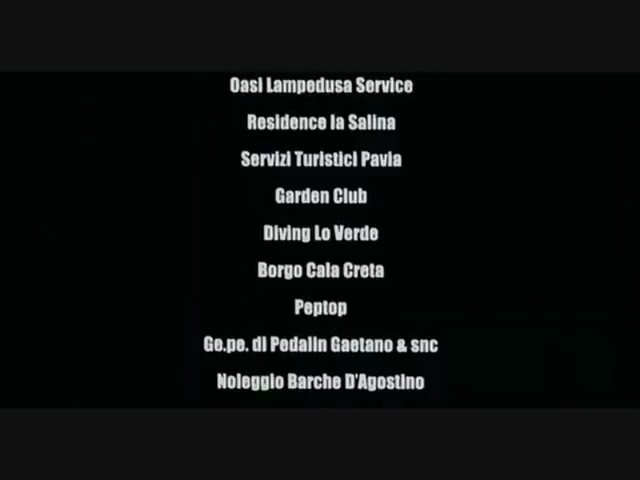 Oasi Lampedusa Service
Residence la Salina
Servizi Turistici Pavia
Garden Club
Diving Lo Verde
Borgo Cala Creta
Peptop
Ge.pe. di Pedalin Gaetano & snc
Noleggio Barche D'Agostino